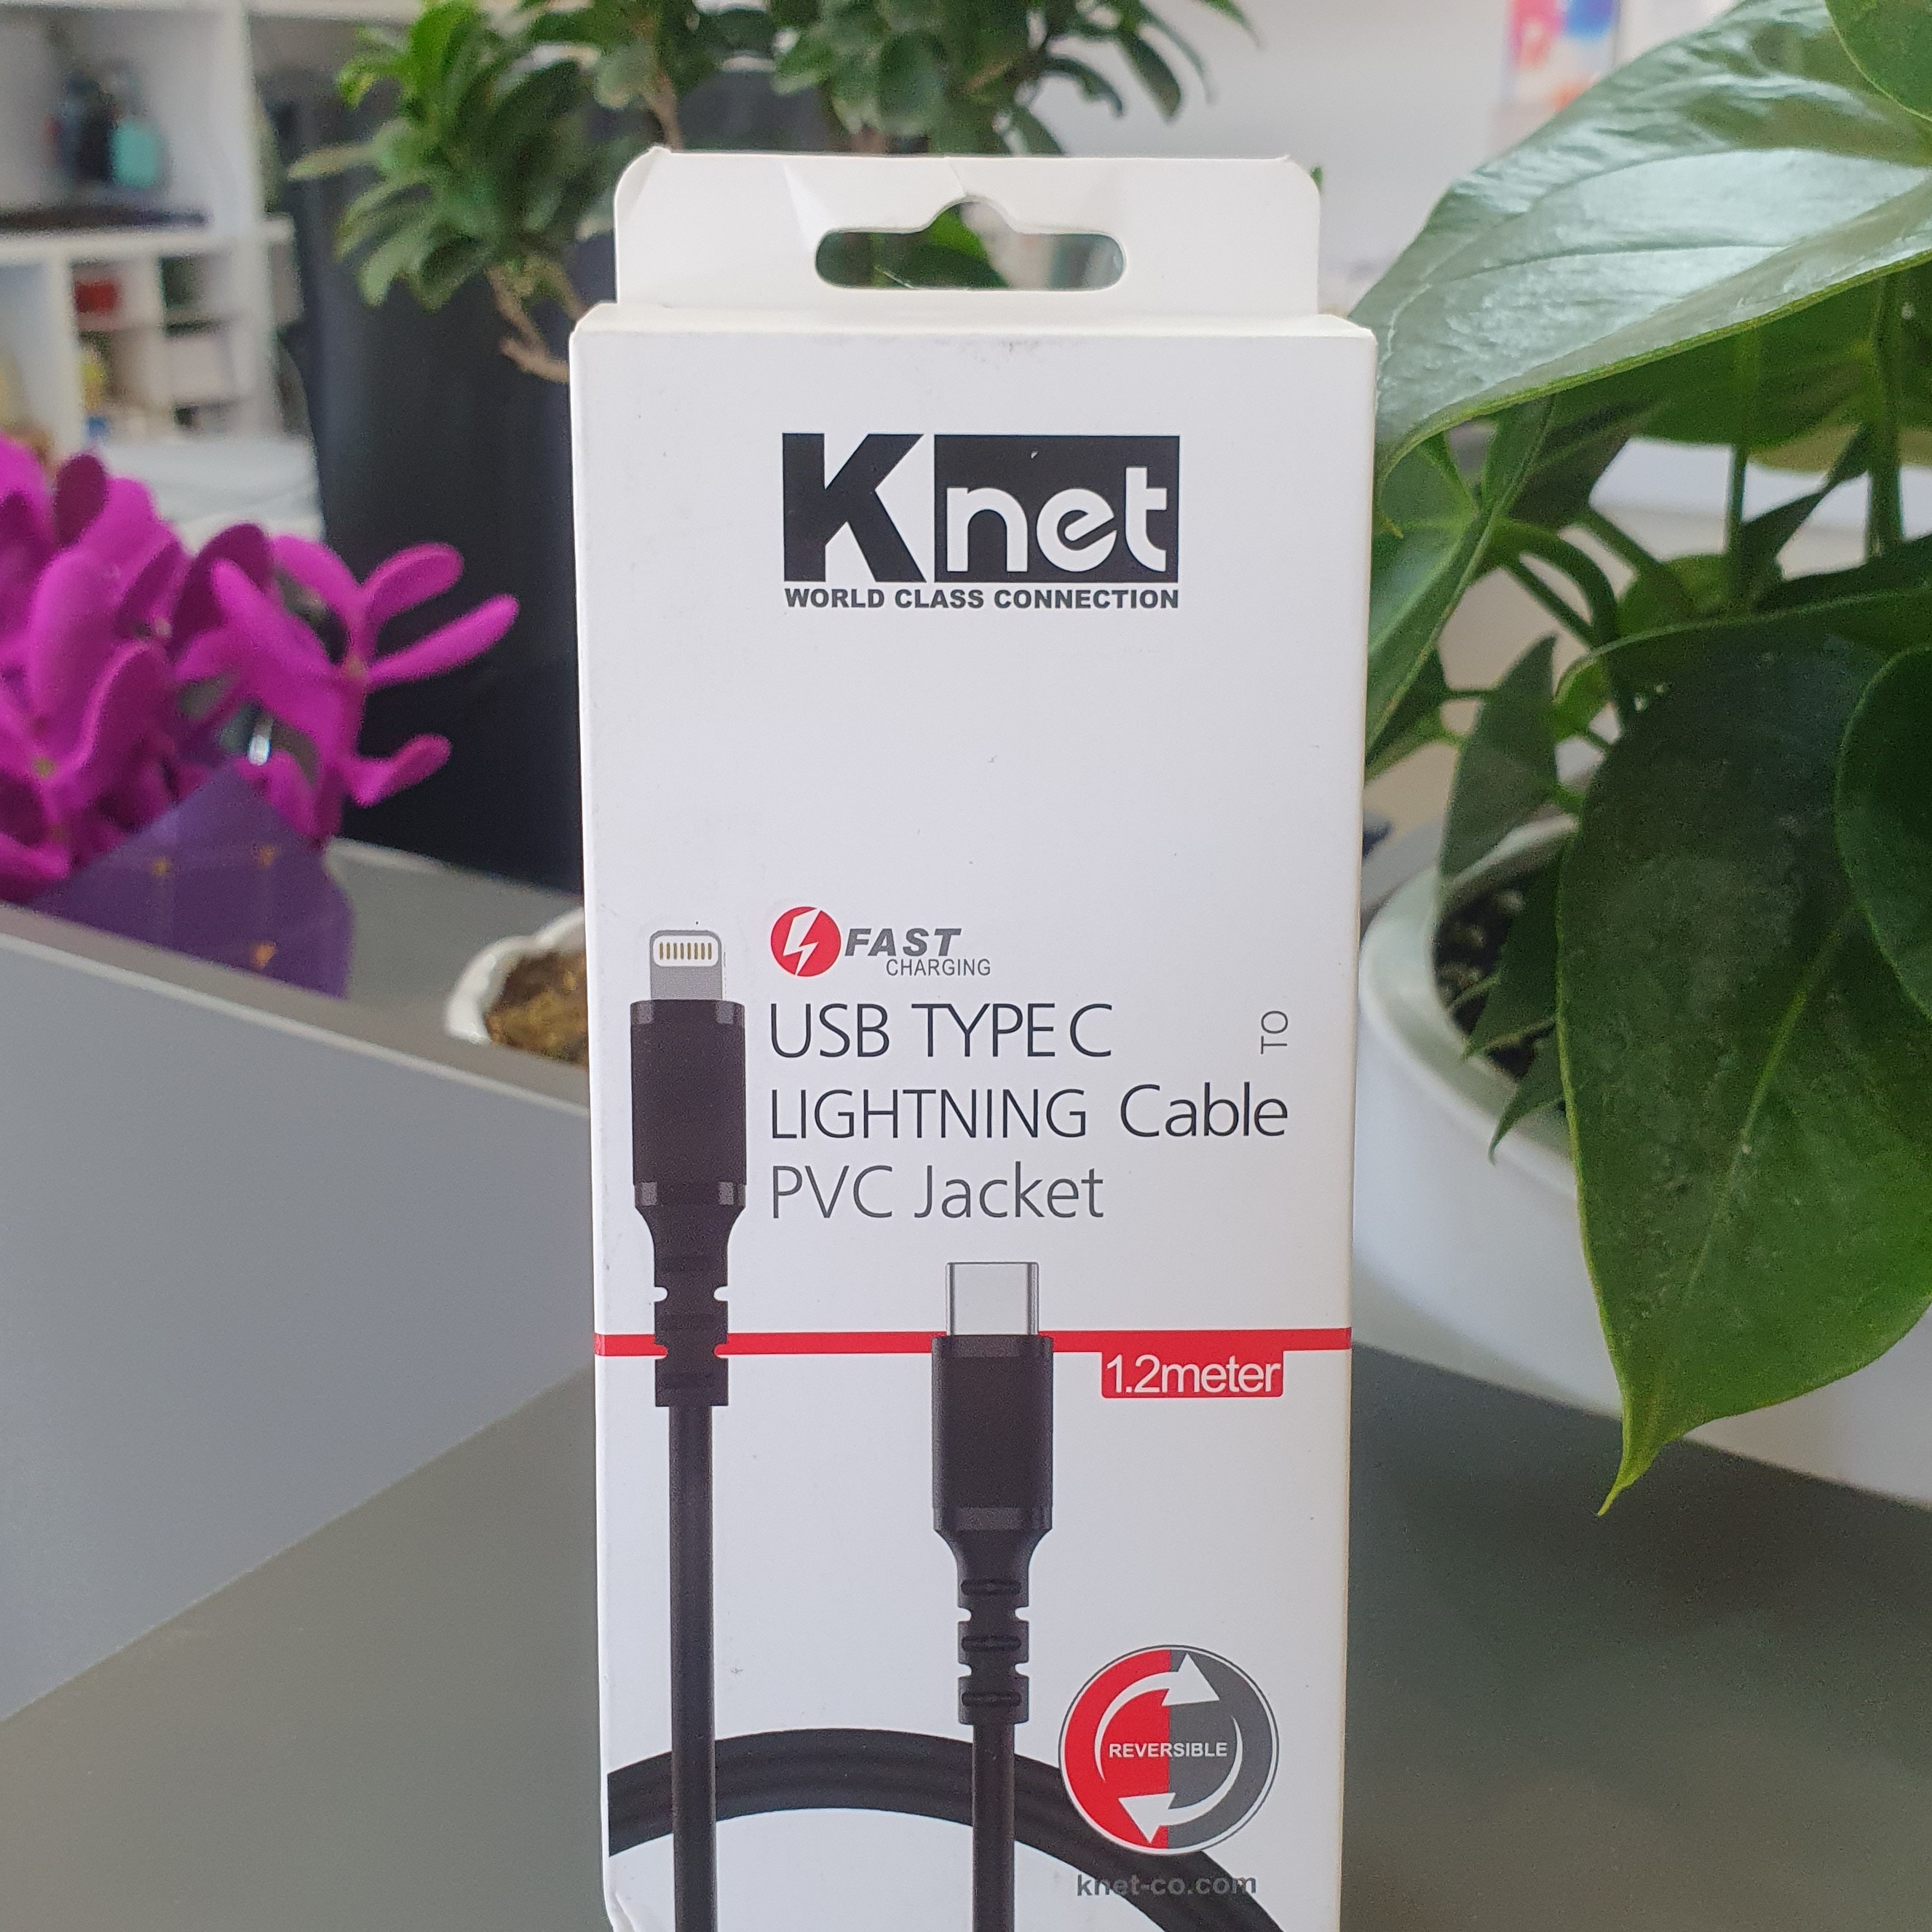 Knet
WORLD CLASS CONNECTION
FAST
CHARGING
USB TYPE C TO
LIGHTNING Cable
PVC Jacket
1.2meter
REVERSIBLE
knet-co.com